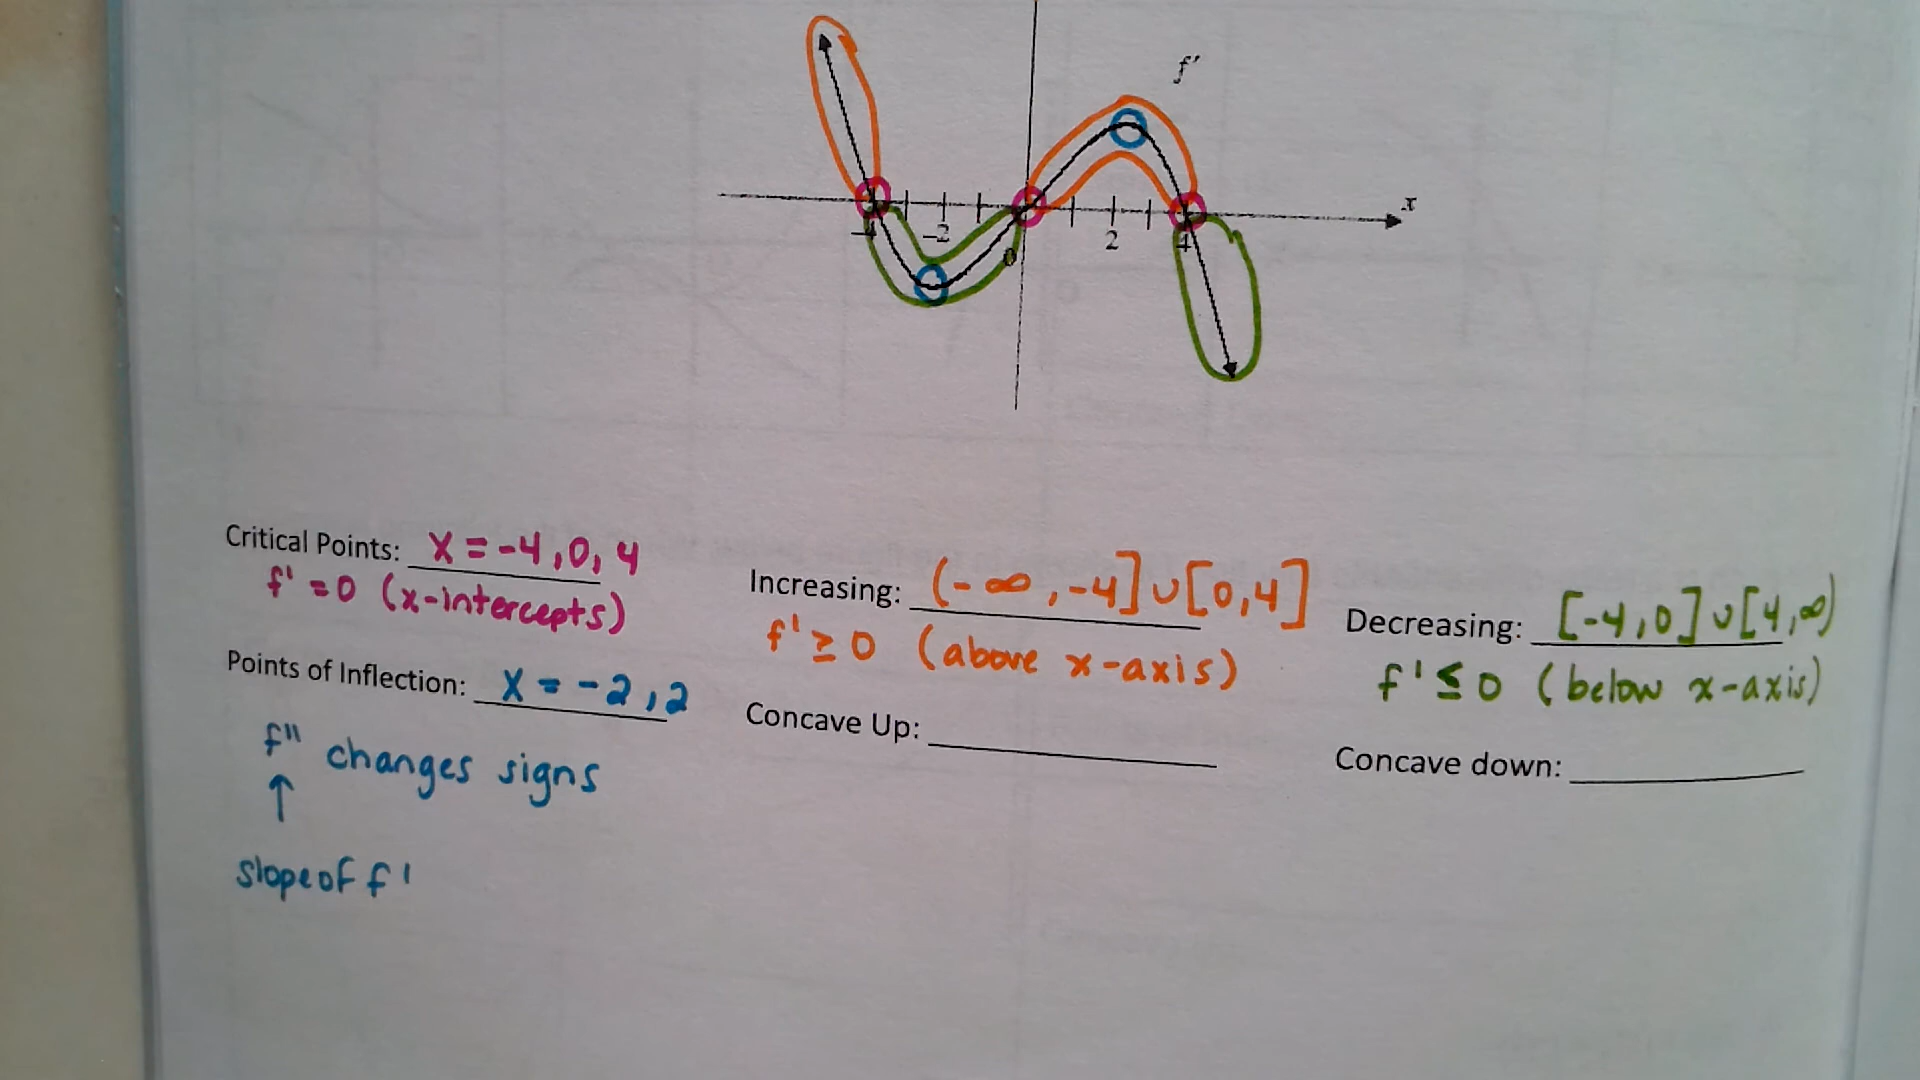 f'
x
-4 -2 0 2 4
Critical Points: x = -4, 0, 4
f' = 0 (x-intercepts)
Increasing: (-∞, -4] ∪ [0, 4]
f' ≥ 0 (above x-axis)
Decreasing: [-4, 0] ∪ [4, ∞)
f' ≤ 0 (below x-axis)
Points of Inflection: x = -2, 2
f'' changes signs
↑
slope of f'
Concave Up:
Concave down: